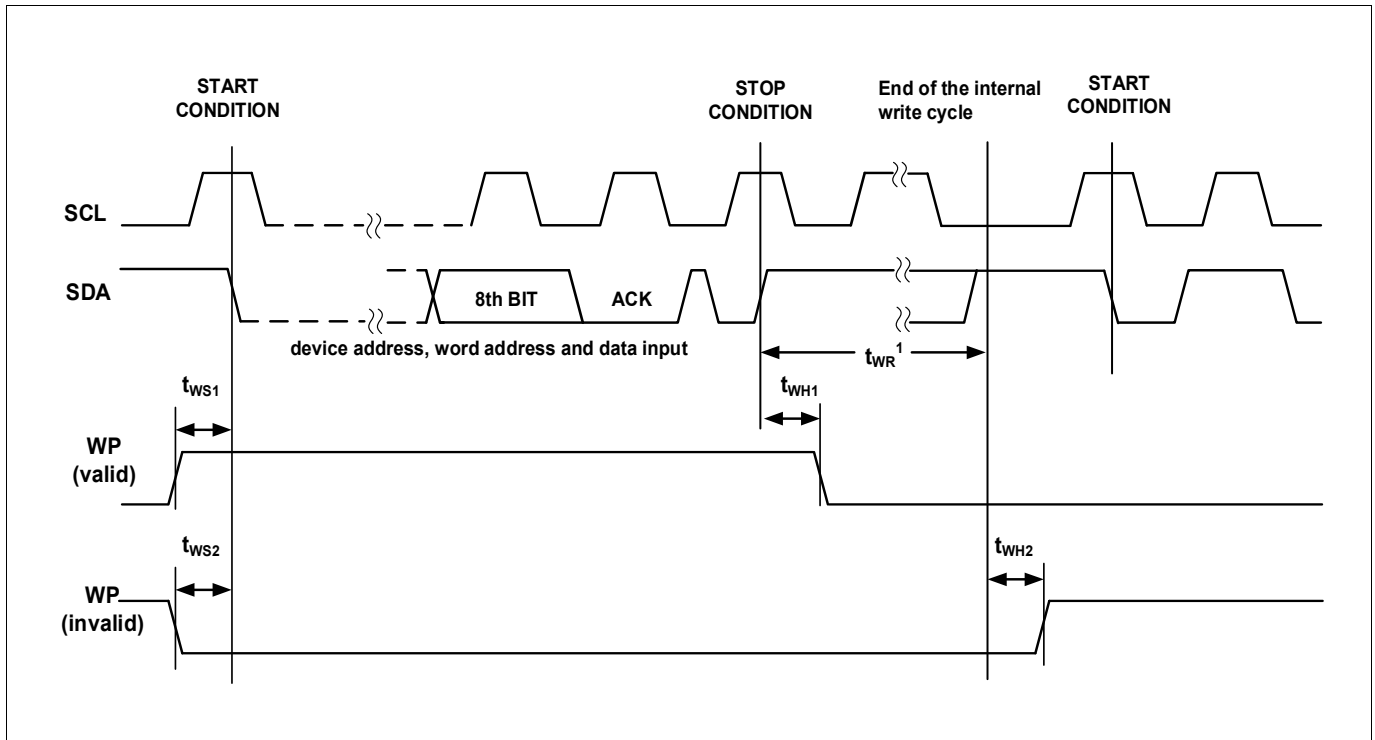 START
CONDITION
STOP
CONDITION
End of the internal
write cycle
START
CONDITION
SCL
SDA
8th BIT
ACK
device address, word address and data input
tWR1
tWS1
tWH1
WP
(valid)
tWS2
tWH2
WP
(invalid)